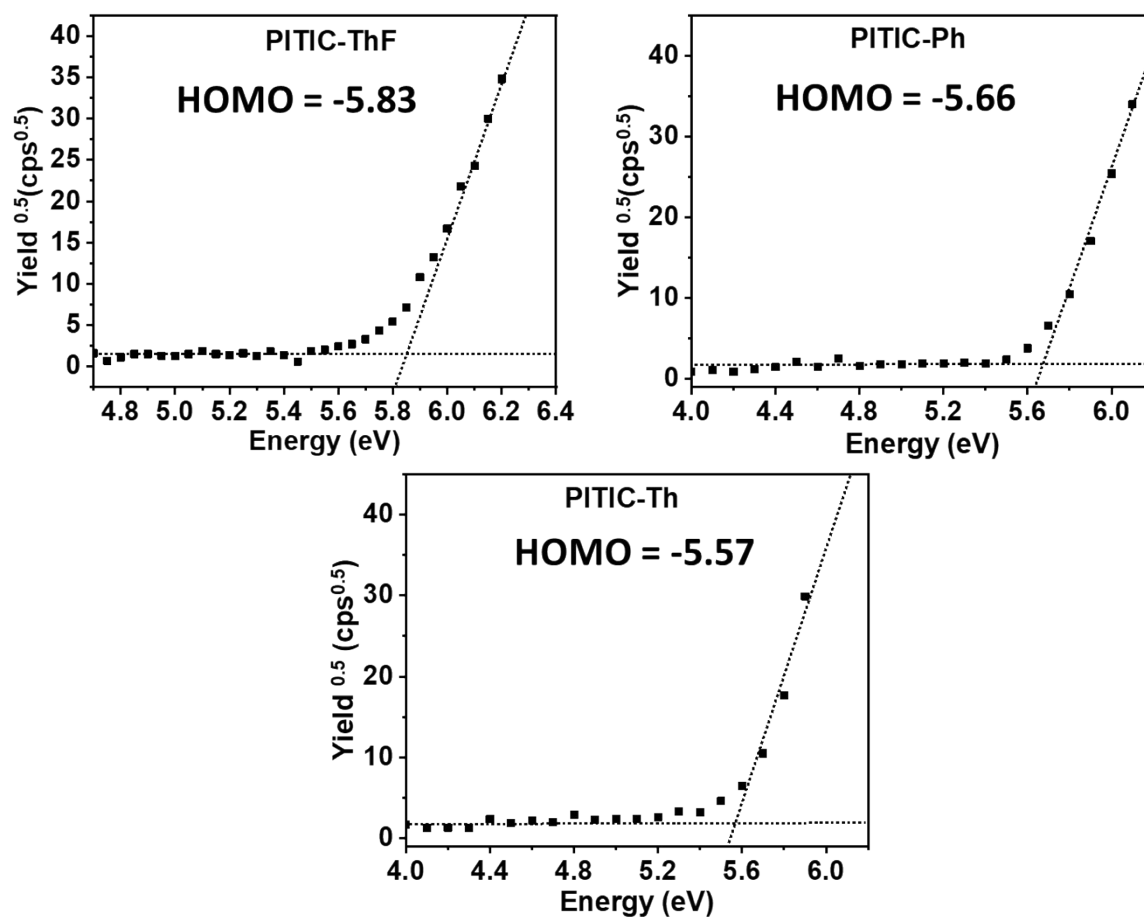 PITIC-ThF
HOMO = -5.83
40
35
30
25
20
15
10
5
0
Yield 0.5(cps0.5)
4.8 5.0 5.2 5.4 5.6 5.8 6.0 6.2 6.4
Energy (eV)
PITIC-Ph
HOMO = -5.66
40
30
20
10
0
Yield 0.5(cps0.5)
4.0 4.4 4.8 5.2 5.6 6.0
Energy (eV)
PITIC-Th
HOMO = -5.57
40
30
20
10
0
Yield 0.5 (cps0.5)
4.0 4.4 4.8 5.2 5.6 6.0
Energy (eV)